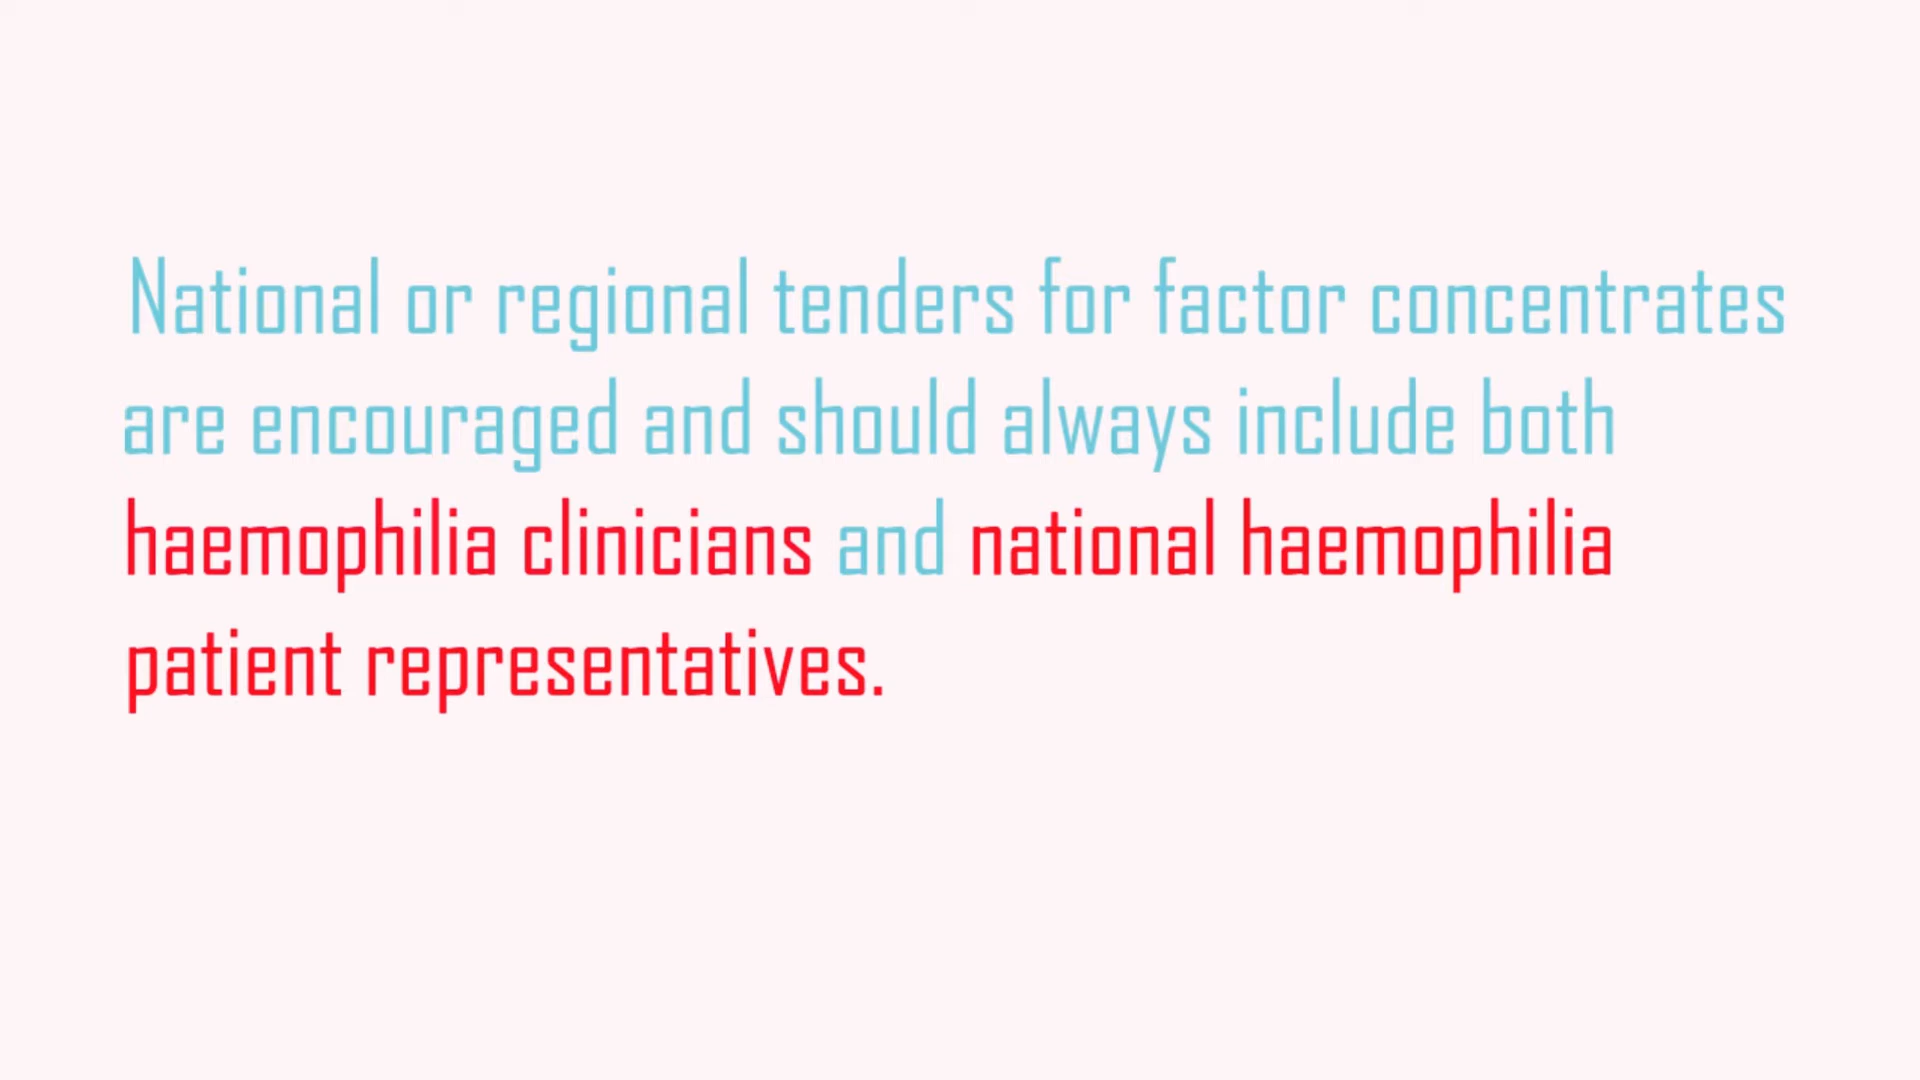 National or regional tenders for factor concentrates
are encouraged and should always include both
haemophilia clinicians and national haemophilia
patient representatives.